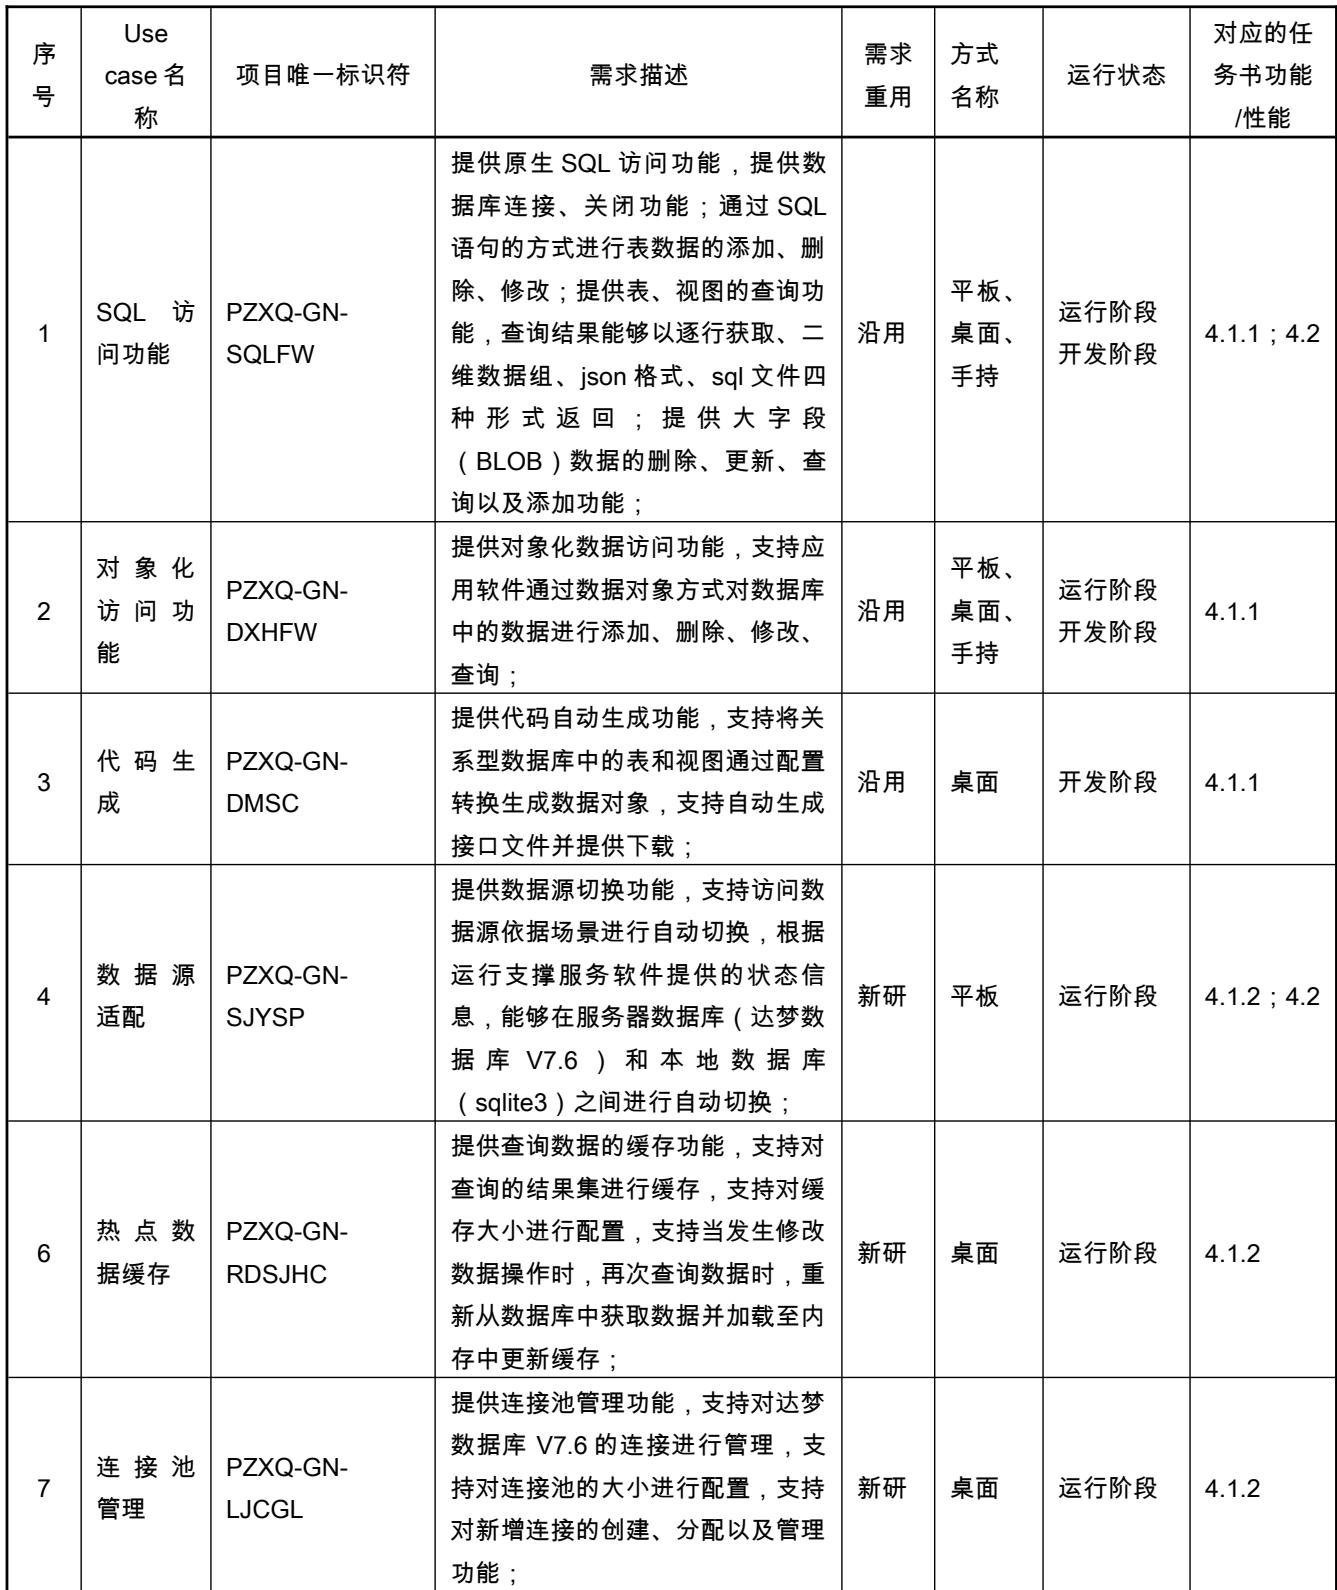 序号
Use case 名称
项目唯一标识符
需求描述
需求重用
方式名称
运行状态
对应的任务书功能/性能
1
SQL 访问功能
PZXQ-GN-SQLFW
提供原生 SQL 访问功能，提供数
据库连接、关闭功能；通过 SQL
语句的方式进行表数据的添加、删
除、修改；提供表、视图的查询功
能，查询结果能够以逐行获取、二
维数据组、json 格式、sql 文件四
种形式返回；提供大字段
（BLOB）数据的删除、更新、查
询以及添加功能；
沿用
平板、
桌面、
手持
运行阶段
开发阶段
4.1.1；4.2
2
对象化访问功能
PZXQ-GN-DXHFW
提供对象化数据访问功能，支持应
用软件通过数据对象方式对数据库
中的数据进行添加、删除、修改、
查询；
沿用
平板、
桌面、
手持
运行阶段
开发阶段
4.1.1
3
代码生成
PZXQ-GN-DMSC
提供代码自动生成功能，支持将关
系型数据库中的表和视图通过配置
转换生成数据对象，支持自动生成
接口文件并提供下载；
沿用
桌面
开发阶段
4.1.1
4
数据源适配
PZXQ-GN-SJYSP
提供数据源切换功能，支持访问数
据源依据场景进行自动切换，根据
运行支撑服务软件提供的状态信
息，能够在服务器数据库（达梦数
据库 V7.6）和本地数据库
（sqlite3）之间进行自动切换；
新研
平板
运行阶段
4.1.2；4.2
6
热点数据缓存
PZXQ-GN-RDSJHC
提供查询数据的缓存功能，支持对
查询的结果集进行缓存，支持对缓
存大小进行配置，支持当发生修改
数据操作时，再次查询数据时，重
新从数据库中获取数据并加载至内
存中更新缓存；
新研
桌面
运行阶段
4.1.2
7
连接池管理
PZXQ-GN-LJCGL
提供连接池管理功能，支持对达梦
数据库 V7.6 的连接进行管理，支
持对连接池的大小进行配置，支持
对新增连接的创建、分配以及管理
功能；
新研
桌面
运行阶段
4.1.2